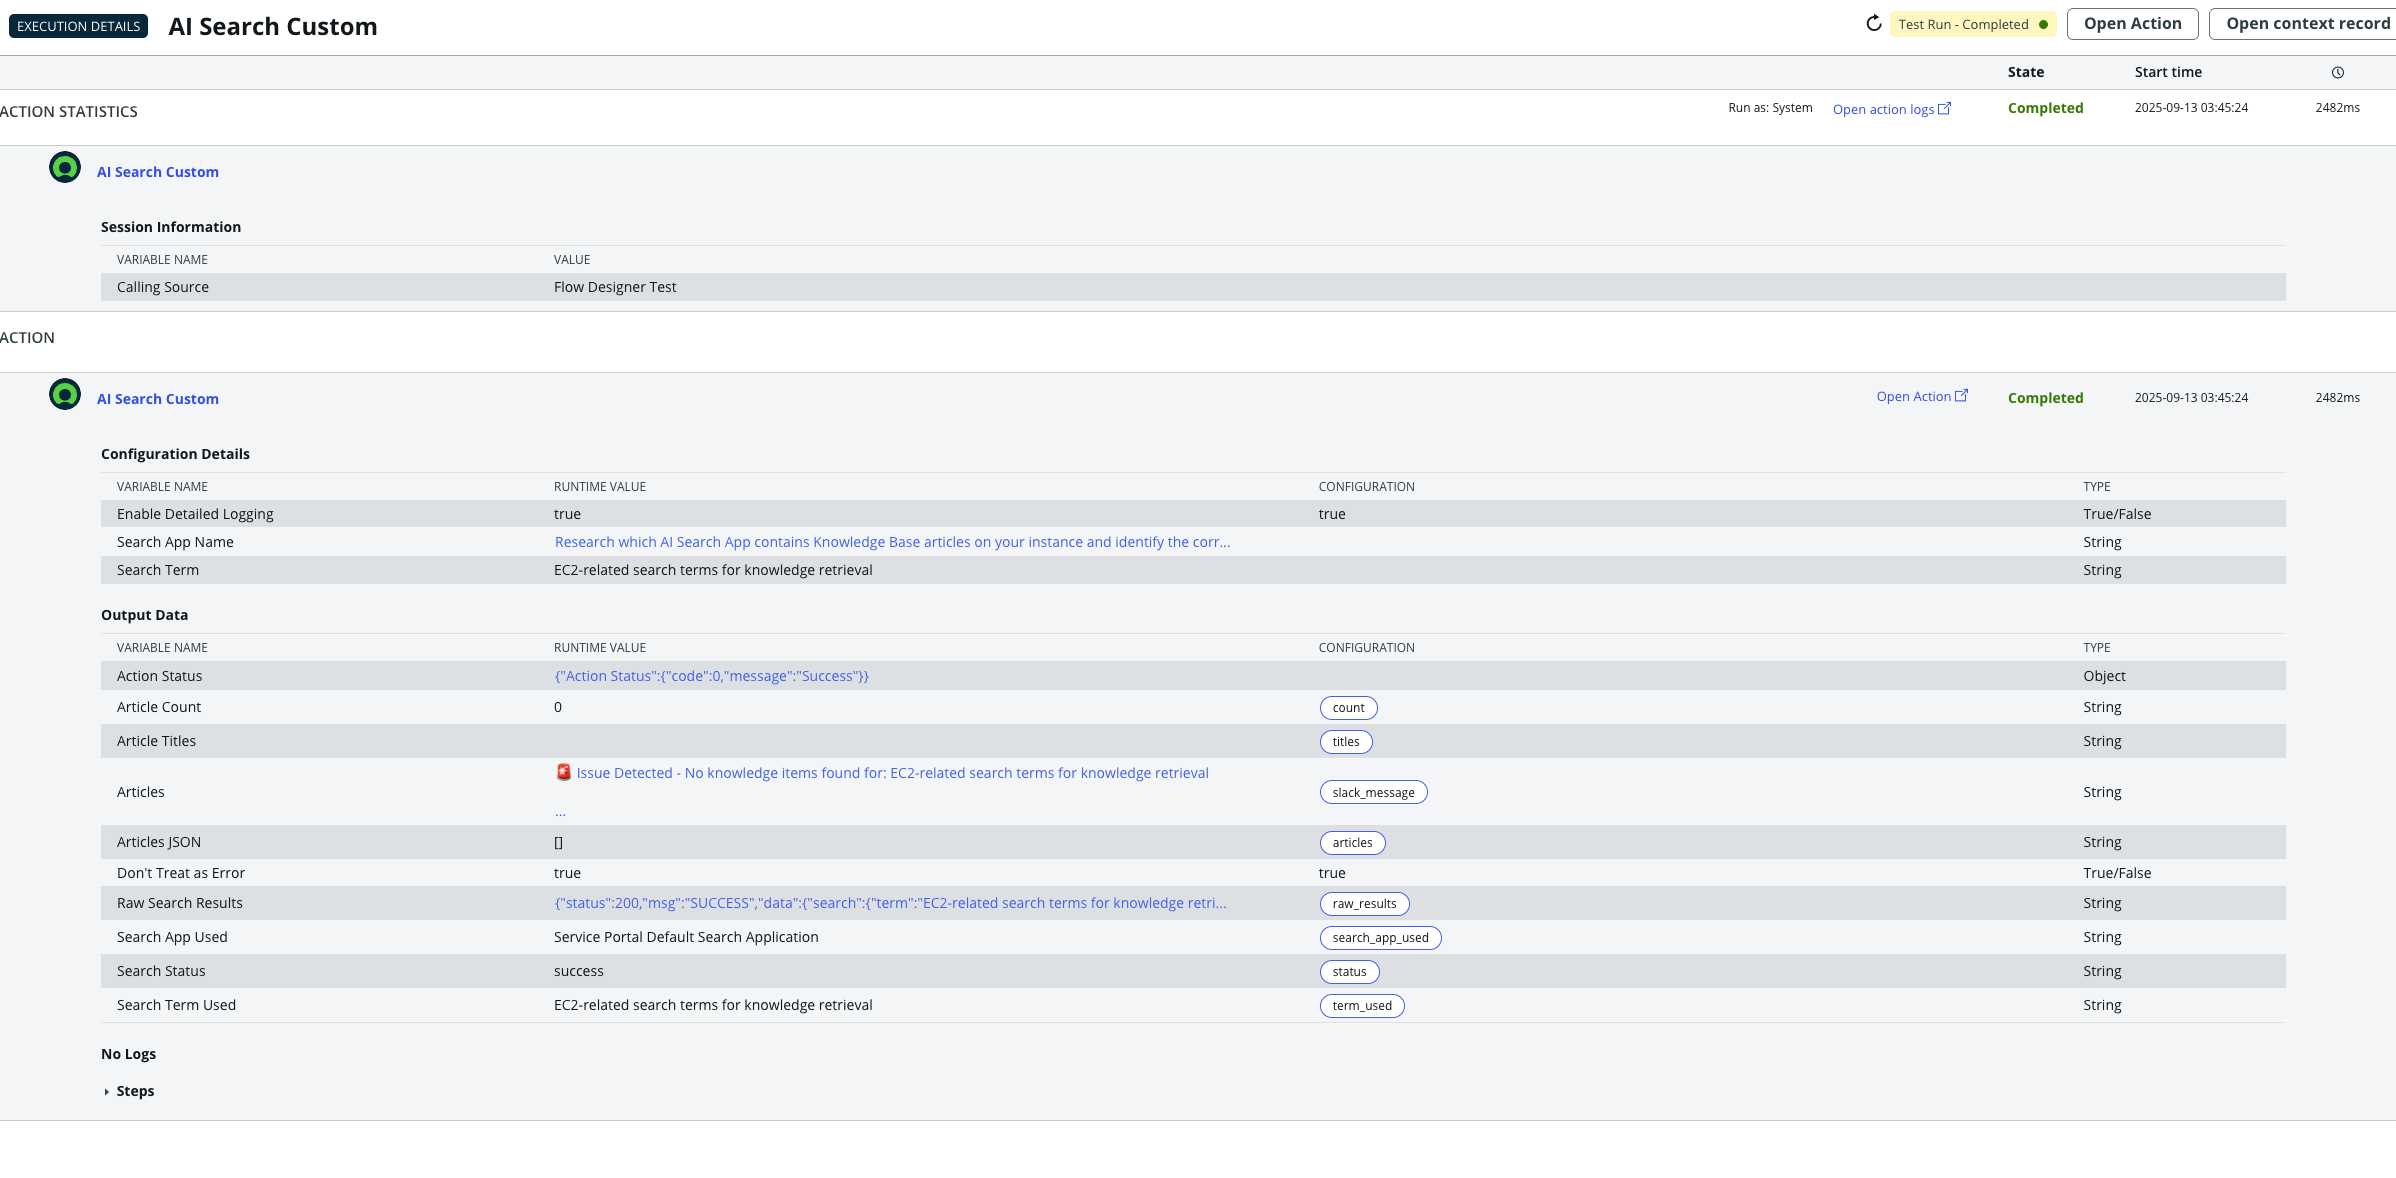 EXECUTION DETAILS AI Search Custom Test Run - Completed Open Action Open context record
State Start time
ACTION STATISTICS Run as: System Open action logs Completed 2025-09-13 03:45:24 2482ms
AI Search Custom
Session Information
VARIABLE NAME VALUE
Calling Source Flow Designer Test
ACTION
AI Search Custom Open Action Completed 2025-09-13 03:45:24 2482ms
Configuration Details
VARIABLE NAME RUNTIME VALUE CONFIGURATION TYPE
Enable Detailed Logging true true True/False
Search App Name Research which AI Search App contains Knowledge Base articles on your instance and identify the corr... String
Search Term EC2-related search terms for knowledge retrieval String
Output Data
VARIABLE NAME RUNTIME VALUE CONFIGURATION TYPE
Action Status {"Action Status":{"code":0,"message":"Success"}} Object
Article Count 0 count String
Article Titles titles String
🚨 Issue Detected - No knowledge items found for: EC2-related search terms for knowledge retrieval
Articles slack_message String
...
Articles JSON [] articles String
Don't Treat as Error true true True/False
Raw Search Results {"status":200,"msg":"SUCCESS","data":{"search":{"term":"EC2-related search terms for knowledge retri... raw_results String
Search App Used Service Portal Default Search Application search_app_used String
Search Status success status String
Search Term Used EC2-related search terms for knowledge retrieval term_used String
No Logs
Steps